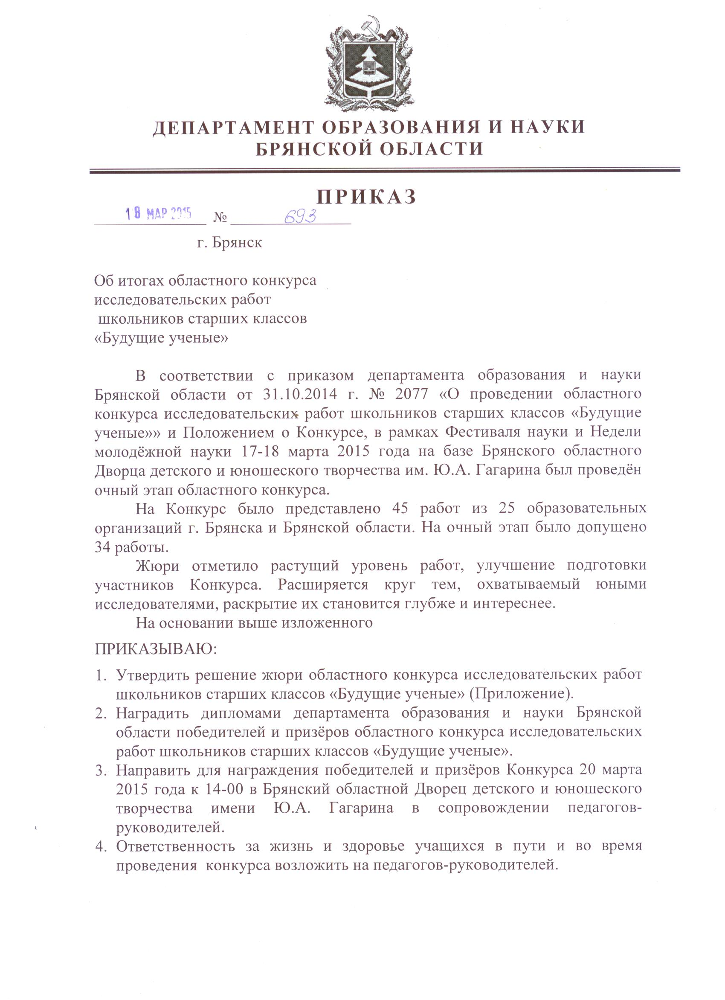 ДЕПАРТАМЕНТ ОБРАЗОВАНИЯ И НАУКИ
БРЯНСКОЙ ОБЛАСТИ
ПРИКАЗ
18 МАР 2015 № 693
г. Брянск
Об итогах областного конкурса
исследовательских работ
школьников старших классов
«Будущие ученые»
В соответствии с приказом департамента образования и науки
Брянской области от 31.10.2014 г. № 2077 «О проведении областного
конкурса исследовательских работ школьников старших классов «Будущие
ученые»» и Положением о Конкурсе, в рамках Фестиваля науки и Недели
молодёжной науки 17-18 марта 2015 года на базе Брянского областного
Дворца детского и юношеского творчества им. Ю.А. Гагарина был проведён
очный этап областного конкурса.
На Конкурс было представлено 45 работ из 25 образовательных
организаций г. Брянска и Брянской области. На очный этап было допущено
34 работы.
Жюри отметило растущий уровень работ, улучшение подготовки
участников Конкурса. Расширяется круг тем, охватываемый юными
исследователями, раскрытие их становится глубже и интереснее.
На основании выше изложенного
ПРИКАЗЫВАЮ:
1. Утвердить решение жюри областного конкурса исследовательских работ
школьников старших классов «Будущие ученые» (Приложение).
2. Наградить дипломами департамента образования и науки Брянской
области победителей и призёров областного конкурса исследовательских
работ школьников старших классов «Будущие ученые».
3. Направить для награждения победителей и призёров Конкурса 20 марта
2015 года к 14-00 в Брянский областной Дворец детского и юношеского
творчества имени Ю.А. Гагарина в сопровождении педагогов-
руководителей.
4. Ответственность за жизнь и здоровье учащихся в пути и во время
проведения конкурса возложить на педагогов-руководителей.